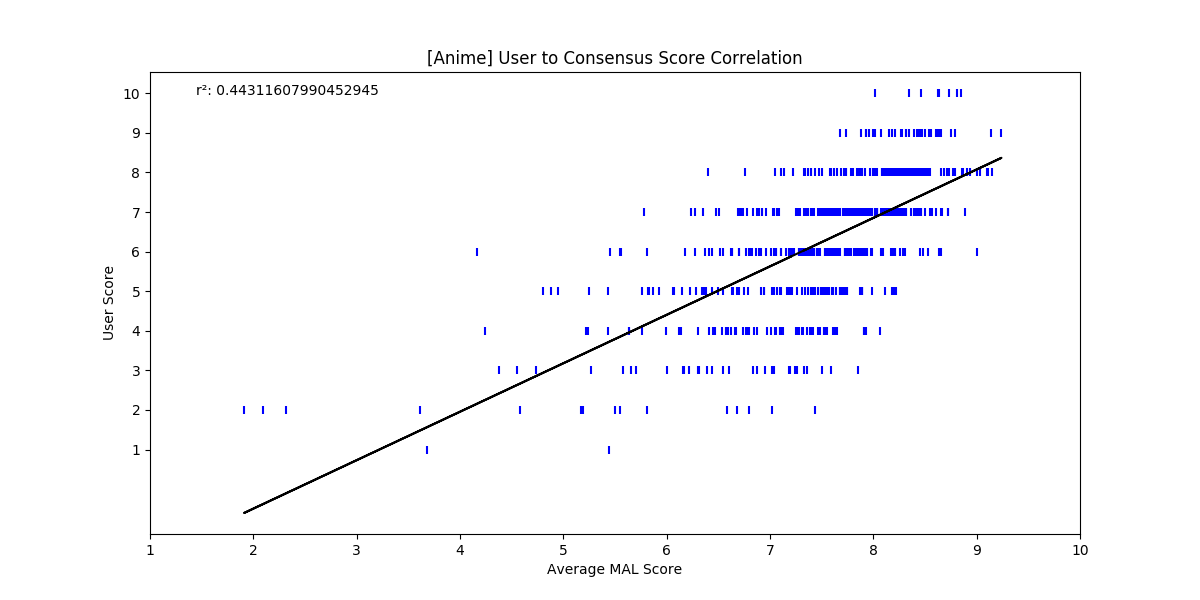 [Anime] User to Consensus Score Correlation
r²: 0.44311607990452945
10
9
8
7
6
5
4
3
2
1
User Score
1 2 3 4 5 6 7 8 9 10
Average MAL Score